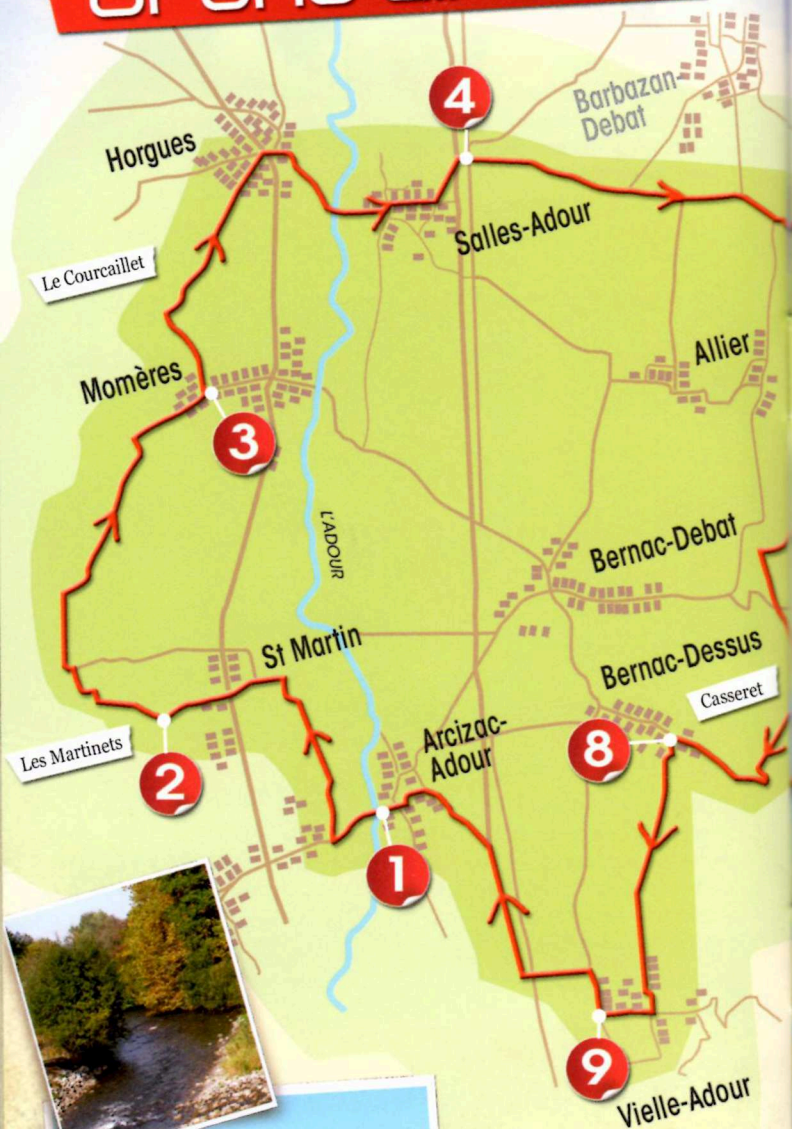 4
Barbazan-
Debat
Horgues
Salles-Adour
Le Courcaillet
Allier
Momères
3
L'ADOUR
Bernac-Debat
St Martin
Bernac-Dessus
Casseret
Arcizac-
Adour
8
Les Martinets
2
1
9
Vielle-Adour